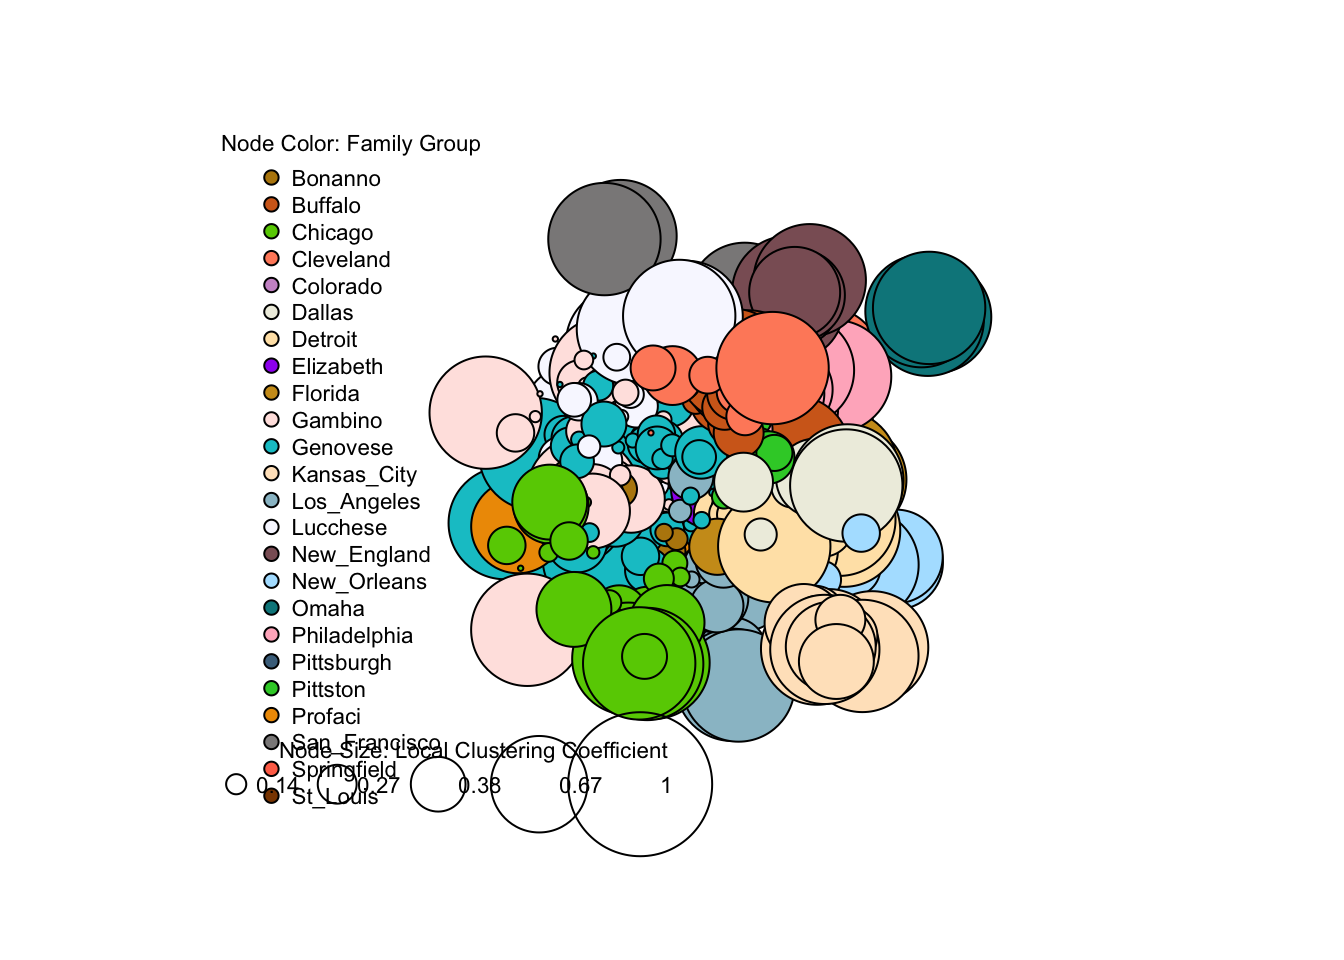 Node Color: Family Group
Bonanno
Buffalo
Chicago
Cleveland
Colorado
Dallas
Detroit
Elizabeth
Florida
Gambino
Genovese
Kansas_City
Los_Angeles
Lucchese
New_England
New_Orleans
Omaha
Philadelphia
Pittsburgh
Pittston
Profaci
San_Francisco
Node Size: Local Clustering Coefficient
Springfield
0.14 0.27 0.38 0.67 1
St_Louis